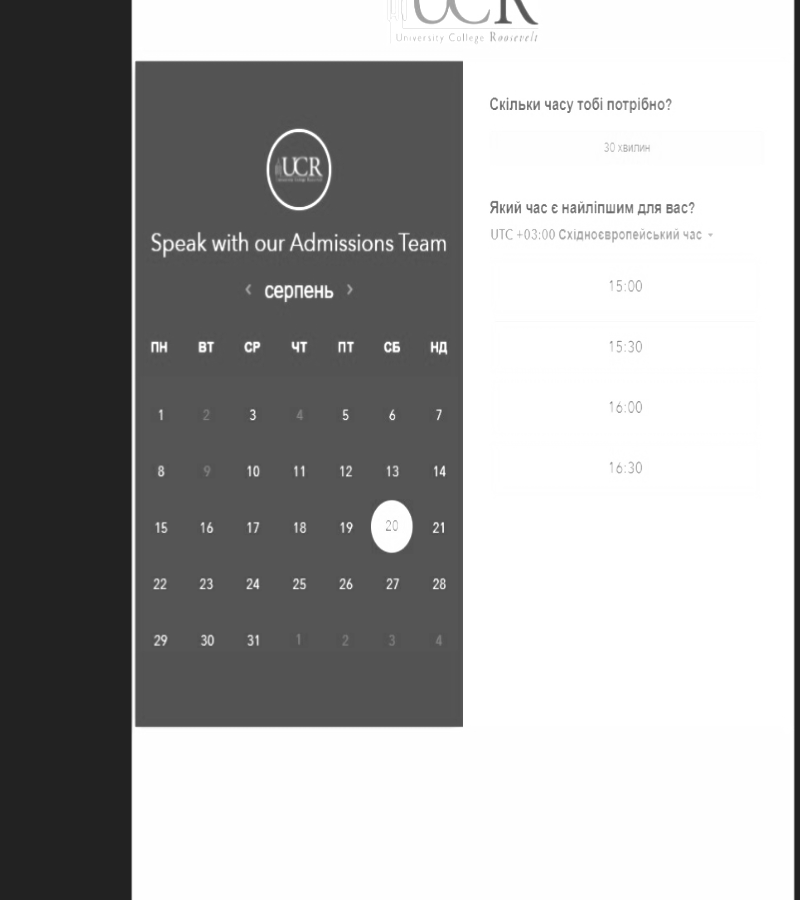 UCR
University College Roosevelt
UCR
Speak with our Admissions Team
‹ серпень ›
ПН ВТ СР ЧТ ПТ СБ НД
1 2 3 4 5 6 7
8 9 10 11 12 13 14
15 16 17 18 19 20 21
22 23 24 25 26 27 28
29 30 31 1 2 3 4
Скільки часу тобі потрібно?
30 хвилин
Який час є найліпшим для вас?
UTC +03:00 Східноєвропейський час
15:00
15:30
16:00
16:30